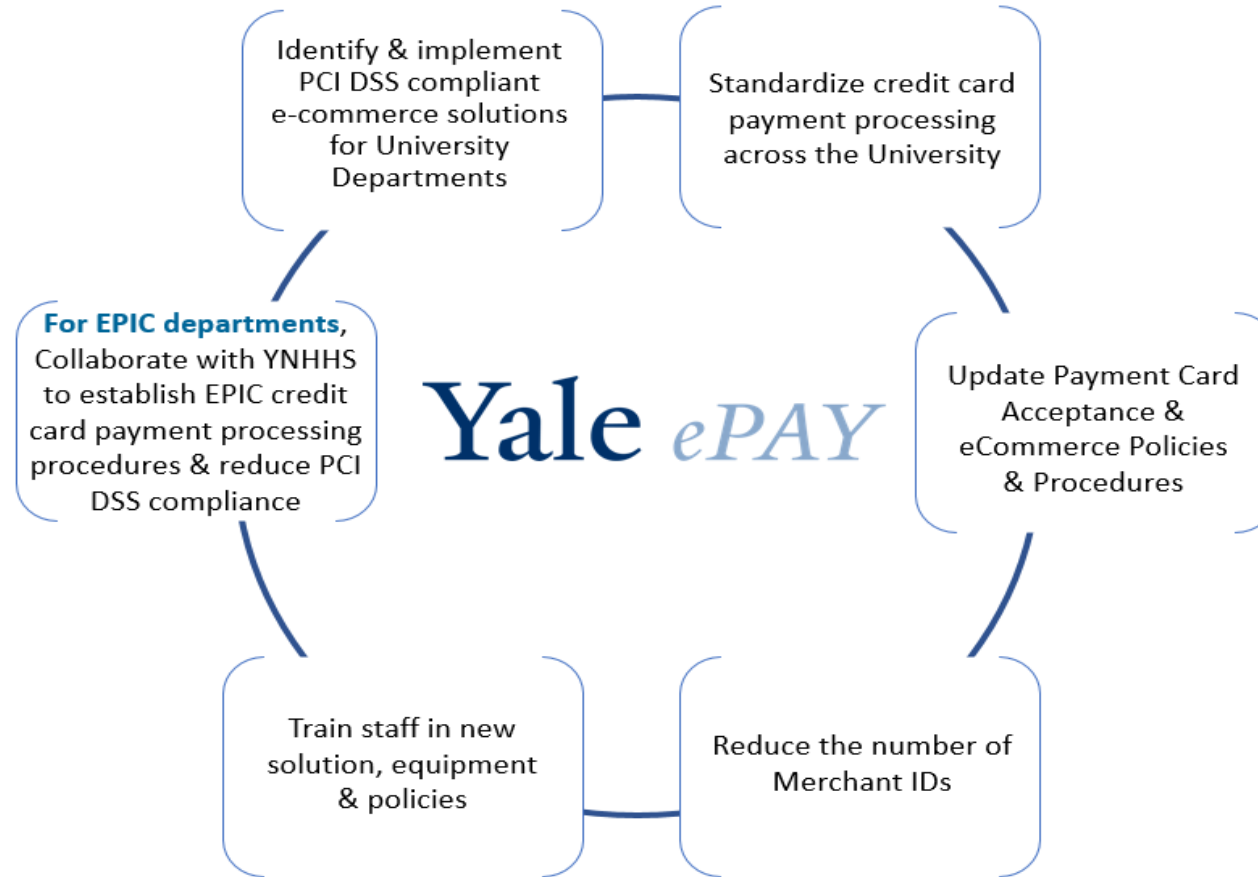 Identify & implement
PCI DSS compliant
e-commerce solutions
for University
Departments
Standardize credit card
payment processing
across the University
For EPIC departments,
Collaborate with YNHHS
to establish EPIC credit
card payment processing
procedures & reduce PCI
DSS compliance
Yale ePAY
Update Payment Card
Acceptance &
eCommerce Policies
& Procedures
Train staff in new
solution, equipment
& policies
Reduce the number of
Merchant IDs